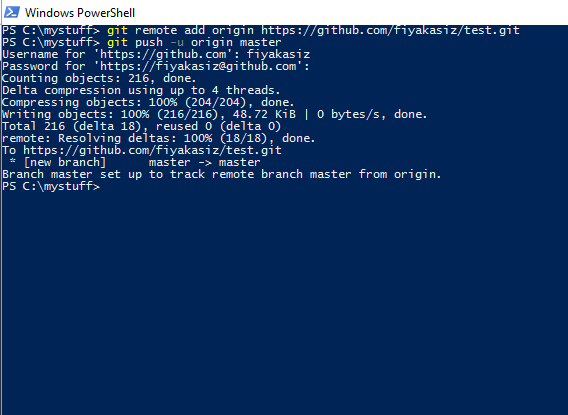 Windows PowerShell
PS C:\mystuff> git remote add origin https://github.com/fiyakasiz/test.git
PS C:\mystuff> git push -u origin master
Username for 'https://github.com': fiyakasiz
Password for 'https://fiyakasiz@github.com':
Counting objects: 216, done.
Delta compression using up to 4 threads.
Compressing objects: 100% (204/204), done.
Writing objects: 100% (216/216), 48.72 KiB | 0 bytes/s, done.
Total 216 (delta 18), reused 0 (delta 0)
remote: Resolving deltas: 100% (18/18), done.
To https://github.com/fiyakasiz/test.git
 * [new branch]      master -> master
Branch master set up to track remote branch master from origin.
PS C:\mystuff>